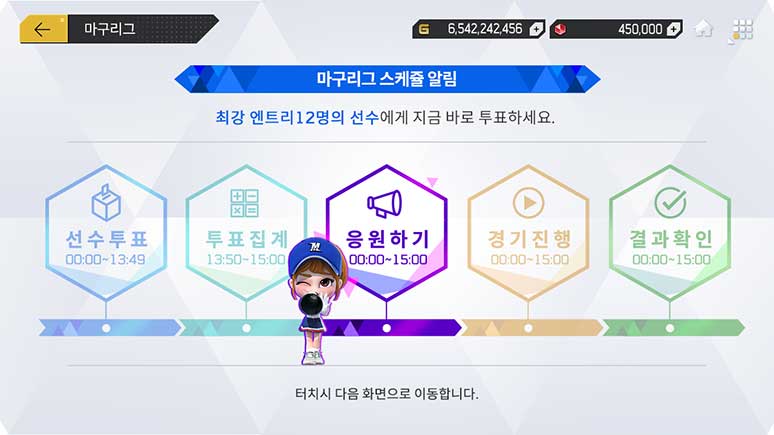 마구리그
G 6,542,242,456 +
450,000 +
마구리그 스케쥴 알림
최강 엔트리12명의 선수에게 지금 바로 투표하세요.
선수투표
00:00~13:49
투표집계
13:50~15:00
응원하기
00:00~15:00
경기진행
00:00~15:00
결과확인
00:00~15:00
M
터치시 다음 화면으로 이동합니다.